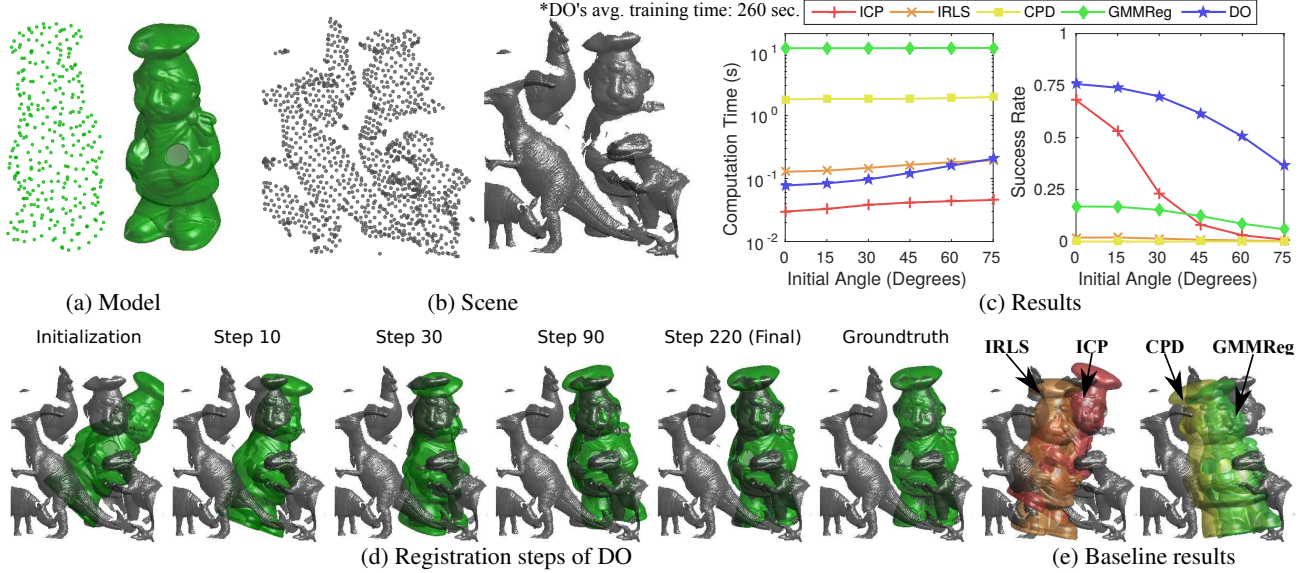 *DO's avg. training time: 260 sec.
ICP IRLS CPD GMMReg DO
Computation Time (s)
10^1
10^0
10^-1
10^-2
0 15 30 45 60 75
Initial Angle (Degrees)
Success Rate
1
0.75
0.5
0.25
0
0 15 30 45 60 75
Initial Angle (Degrees)
(a) Model
(b) Scene
(c) Results
Initialization
Step 10
Step 30
Step 90
Step 220 (Final)
Groundtruth
IRLS
ICP
CPD
GMMReg
(d) Registration steps of DO
(e) Baseline results